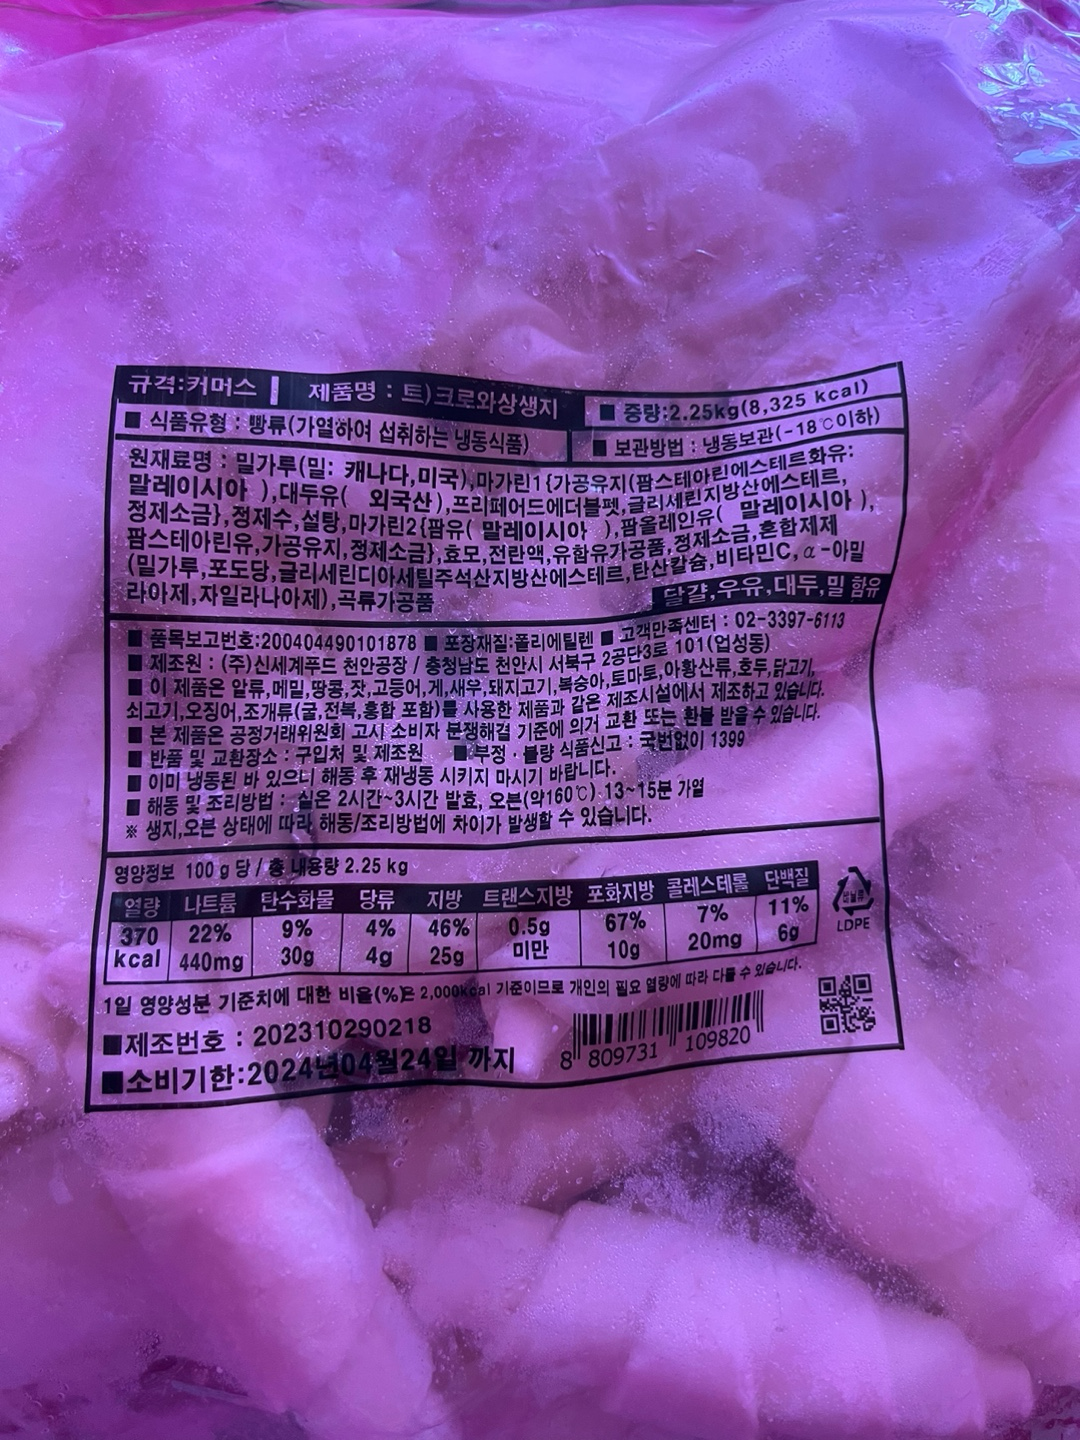 규격:커머스 제품명 : 트)크로와상생지 ■ 중량:2.25kg(8,325 kcal)
■ 식품유형 : 빵류(가열하여 섭취하는 냉동식품) ■ 보관방법 : 냉동보관(-18℃이하)
원재료명 : 밀가루(밀: 캐나다,미국),마가린1{가공유지(팜스테아린에스테르화유:
말레이시아 ),대두유( 외국산),프리페어드에더블펫,글리세린지방산에스테르,
정제소금},정제수,설탕,마가린2{팜유( 말레이시아 ),팜올레인유( 말레이시아 ),
팜스테아린유,가공유지,정제소금},효모,전란액,유함유가공품,정제소금,혼합제제
(밀가루,포도당,글리세린디아세틸주석산지방산에스테르,탄산칼슘,비타민C,α-아밀
라아제,자일라나아제),곡류가공품 달걀,우유,대두,밀 함유
■ 품목보고번호:200404490101878 ■ 포장재질:폴리에틸렌 ■ 고객만족센터 : 02-3397-6113
■ 제조원 : (주)신세계푸드 천안공장 / 충청남도 천안시 서북구 2공단3로 101(업성동)
■ 이 제품은 알류,메밀,땅콩,잣,고등어,게,새우,돼지고기,복숭아,토마토,아황산류,호두,닭고기,
쇠고기,오징어,조개류(굴,전복,홍합 포함)를 사용한 제품과 같은 제조시설에서 제조하고 있습니다.
■ 본 제품은 공정거래위원회 고시 소비자 분쟁해결 기준에 의거 교환 또는 환불 받을 수 있습니다.
■ 반품 및 교환장소 : 구입처 및 제조원 ■ 부정 · 불량 식품신고 : 국번없이 1399
■ 이미 냉동된 바 있으니 해동 후 재냉동 시키지 마시기 바랍니다.
■ 해동 및 조리방법 : 실온 2시간~3시간 발효, 오븐(약160℃) 13~15분 가열
※ 생지,오븐 상태에 따라 해동/조리방법에 차이가 발생할 수 있습니다.
영양정보 100 g 당 / 총 내용량 2.25 kg
열량 나트륨 탄수화물 당류 지방 트랜스지방 포화지방 콜레스테롤 단백질
370 22% 9% 4% 46% 0.5g 67% 7% 11%
kcal 440mg 30g 4g 25g 미만 10g 20mg 6g
비닐류
LDPE
1일 영양성분 기준치에 대한 비율(%)은 2,000kcal 기준이므로 개인의 필요 열량에 따라 다를 수 있습니다.
■제조번호 : 202310290218
■소비기한:2024년04월24일 까지
8 809731 109820